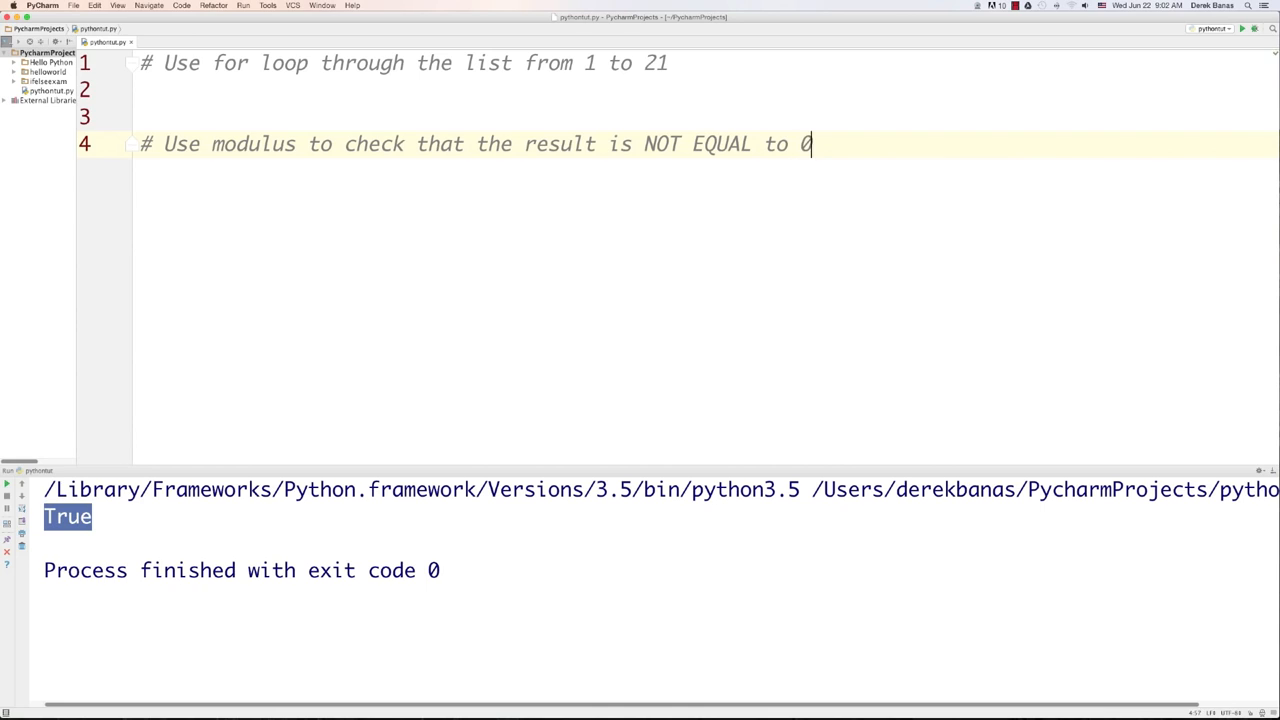 PyCharm File Edit View Navigate Code Refactor Run Tools VCS Window Help
10 Wed Jun 22 9:02 AM Derek Banas
pythontut.py - PycharmProjects - [~/PycharmProjects]
PycharmProjects pythontut.py
pythontut
pythontut.py ×
PycharmProject
Hello Python
helloworld
ifelseexam
pythontut.py
External Librarie
1 # Use for loop through the list from 1 to 21
2
3
4 # Use modulus to check that the result is NOT EQUAL to 0
Run pythontut
/Library/Frameworks/Python.framework/Versions/3.5/bin/python3.5 /Users/derekbanas/PycharmProjects/pytho
True
Process finished with exit code 0
4:57 LF÷ UTF-8÷